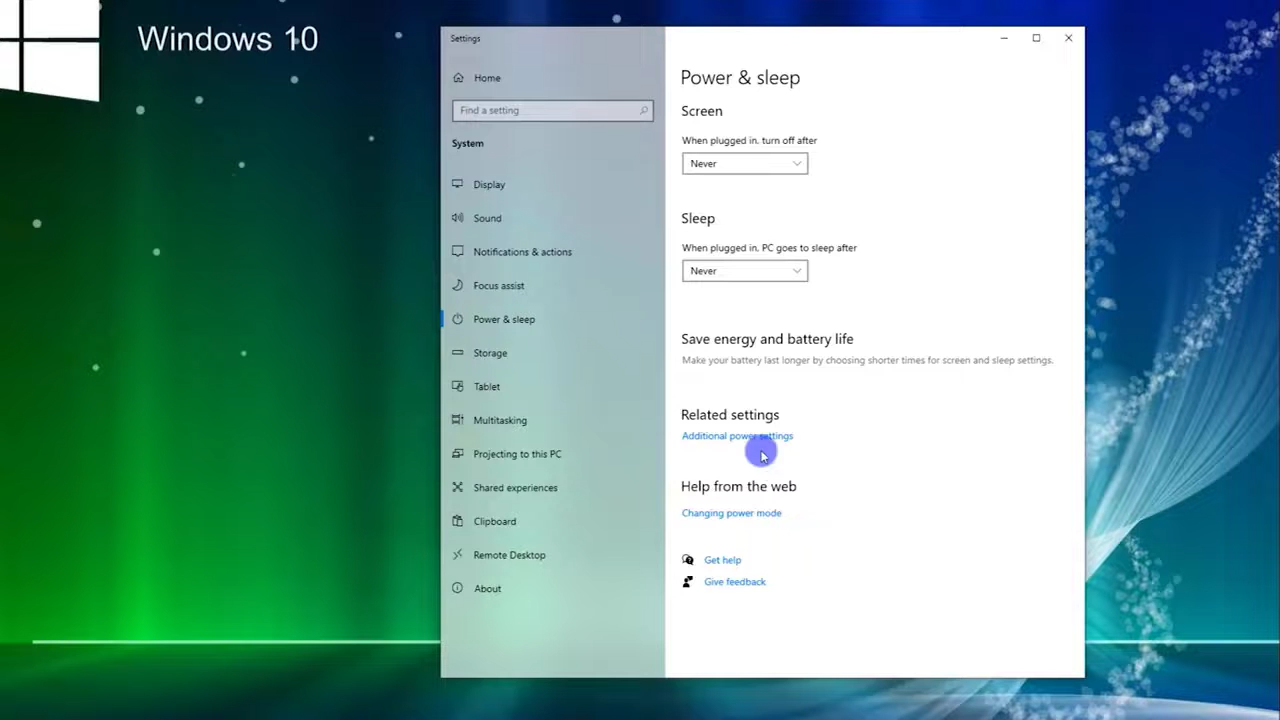 Windows 10
Settings
Home
Find a setting
System
Display
Sound
Notifications & actions
Focus assist
Power & sleep
Storage
Tablet
Multitasking
Projecting to this PC
Shared experiences
Clipboard
Remote Desktop
About
Power & sleep
Screen
When plugged in, turn off after
Never
Sleep
When plugged in, PC goes to sleep after
Never
Save energy and battery life
Make your battery last longer by choosing shorter times for screen and sleep settings.
Related settings
Additional power settings
Help from the web
Changing power mode
Get help
Give feedback